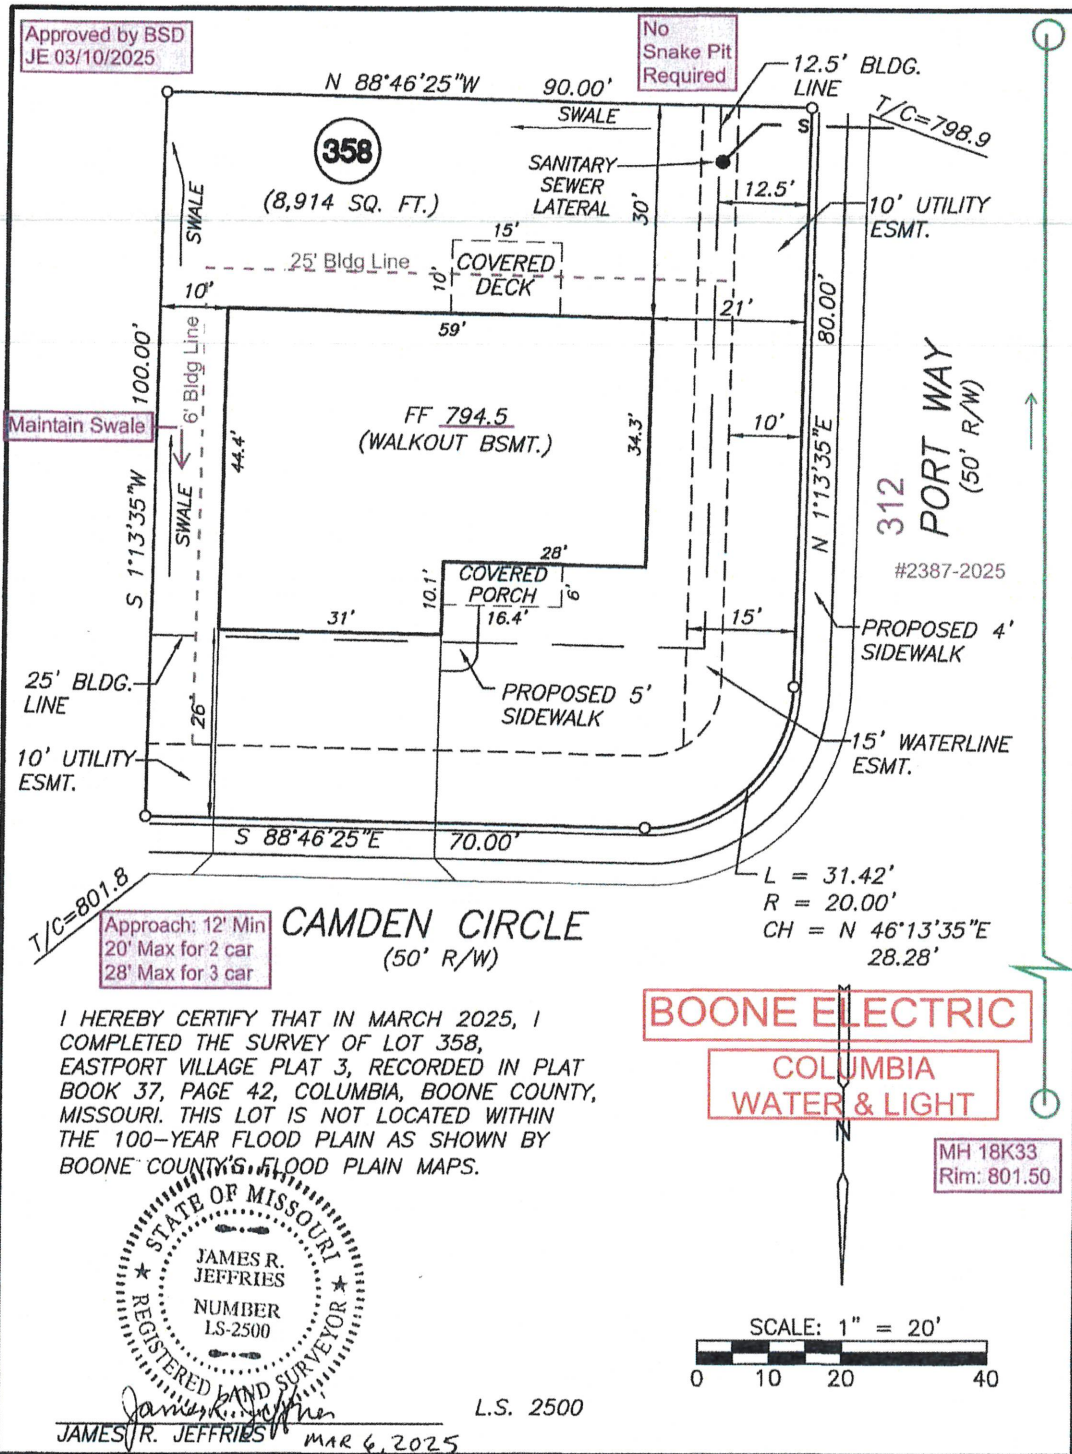 Approved by BSD
JE 03/10/2025
No
Snake Pit
Required
12.5' BLDG.
LINE
N 88°46'25"W 90.00'
SWALE
T/C=798.9
358
(8,914 SQ. FT.)
SANITARY
SEWER
LATERAL
S
12.5'
30'
10' UTILITY
ESMT.
SWALE
15'
25' Bldg Line
COVERED
DECK
10'
10'
21'
59'
80.00'
S 1°13'35"W 100.00'
6' Bldg Line
Maintain Swale
FF 794.5
(WALKOUT BSMT.)
44.4'
34.3'
10'
N 1°13'35"E
312
PORT WAY
(50' R/W)
#2387-2025
SWALE
28'
COVERED
PORCH
10.1'
6'
16.4'
31'
15'
PROPOSED 4'
SIDEWALK
25' BLDG.
LINE
26'
PROPOSED 5'
SIDEWALK
10' UTILITY
ESMT.
15' WATERLINE
ESMT.
S 88°46'25"E 70.00'
T/C=801.8
L = 31.42'
R = 20.00'
CH = N 46°13'35"E
28.28'
Approach: 12' Min
20' Max for 2 car
28' Max for 3 car
CAMDEN CIRCLE
(50' R/W)
I HEREBY CERTIFY THAT IN MARCH 2025, I
COMPLETED THE SURVEY OF LOT 358,
EASTPORT VILLAGE PLAT 3, RECORDED IN PLAT
BOOK 37, PAGE 42, COLUMBIA, BOONE COUNTY,
MISSOURI. THIS LOT IS NOT LOCATED WITHIN
THE 100-YEAR FLOOD PLAIN AS SHOWN BY
BOONE COUNTY'S FLOOD PLAIN MAPS.
BOONE ELECTRIC
COLUMBIA
WATER & LIGHT
N
MH 18K33
Rim: 801.50
STATE OF MISSOURI
JAMES R.
JEFFRIES
NUMBER
LS-2500
REGISTERED LAND SURVEYOR
SCALE: 1" = 20'
0 10 20 40
James R. Jeffries
L.S. 2500
JAMES R. JEFFRIES MAR 6, 2025